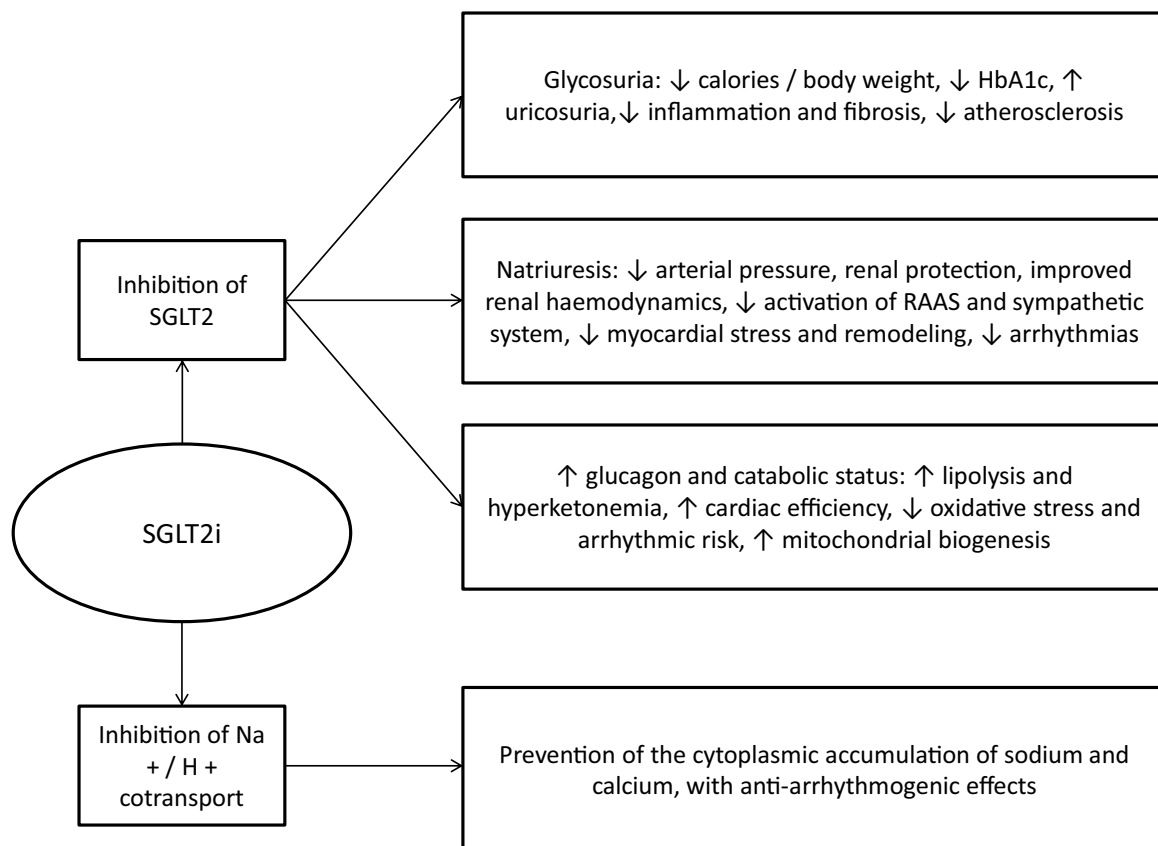 Glycosuria: ↓ calories / body weight, ↓ HbA1c, ↑
uricosuria,↓ inflammation and fibrosis, ↓ atherosclerosis
Inhibition of
SGLT2
Natriuresis: ↓ arterial pressure, renal protection, improved
renal haemodynamics, ↓ activation of RAAS and sympathetic
system, ↓ myocardial stress and remodeling, ↓ arrhythmias
↑ glucagon and catabolic status: ↑ lipolysis and
hyperketonemia, ↑ cardiac efficiency, ↓ oxidative stress and
arrhythmic risk, ↑ mitochondrial biogenesis
SGLT2i
Inhibition of Na
+ / H +
cotransport
Prevention of the cytoplasmic accumulation of sodium and
calcium, with anti-arrhythmogenic effects